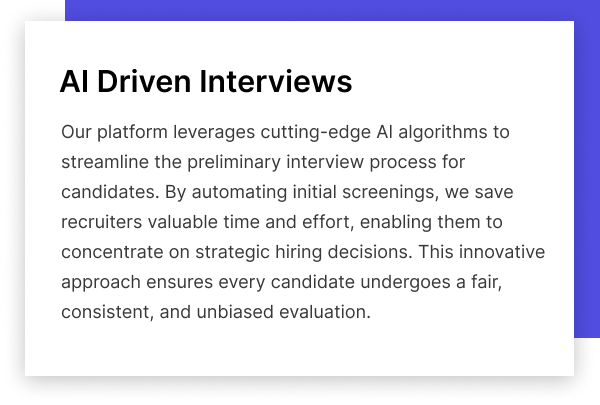 AI Driven Interviews
Our platform leverages cutting-edge AI algorithms to
streamline the preliminary interview process for
candidates. By automating initial screenings, we save
recruiters valuable time and effort, enabling them to
concentrate on strategic hiring decisions. This innovative
approach ensures every candidate undergoes a fair,
consistent, and unbiased evaluation.